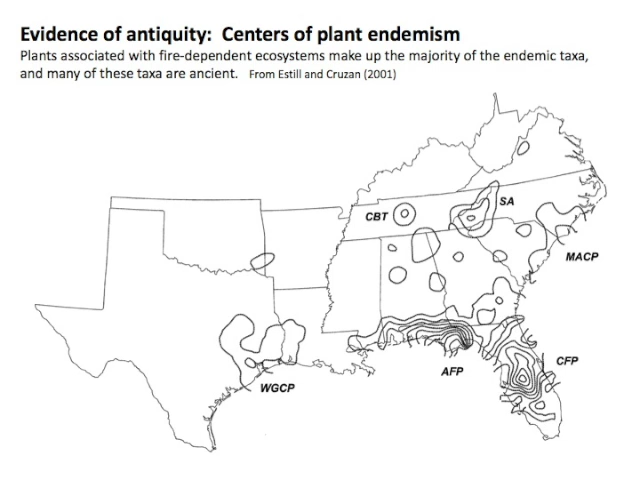 Evidence of antiquity: Centers of plant endemism
Plants associated with fire-dependent ecosystems make up the majority of the endemic taxa,
and many of these taxa are ancient. From Estill and Cruzan (2001)
SA
CBT
MACP
CFP
AFP
WGCP